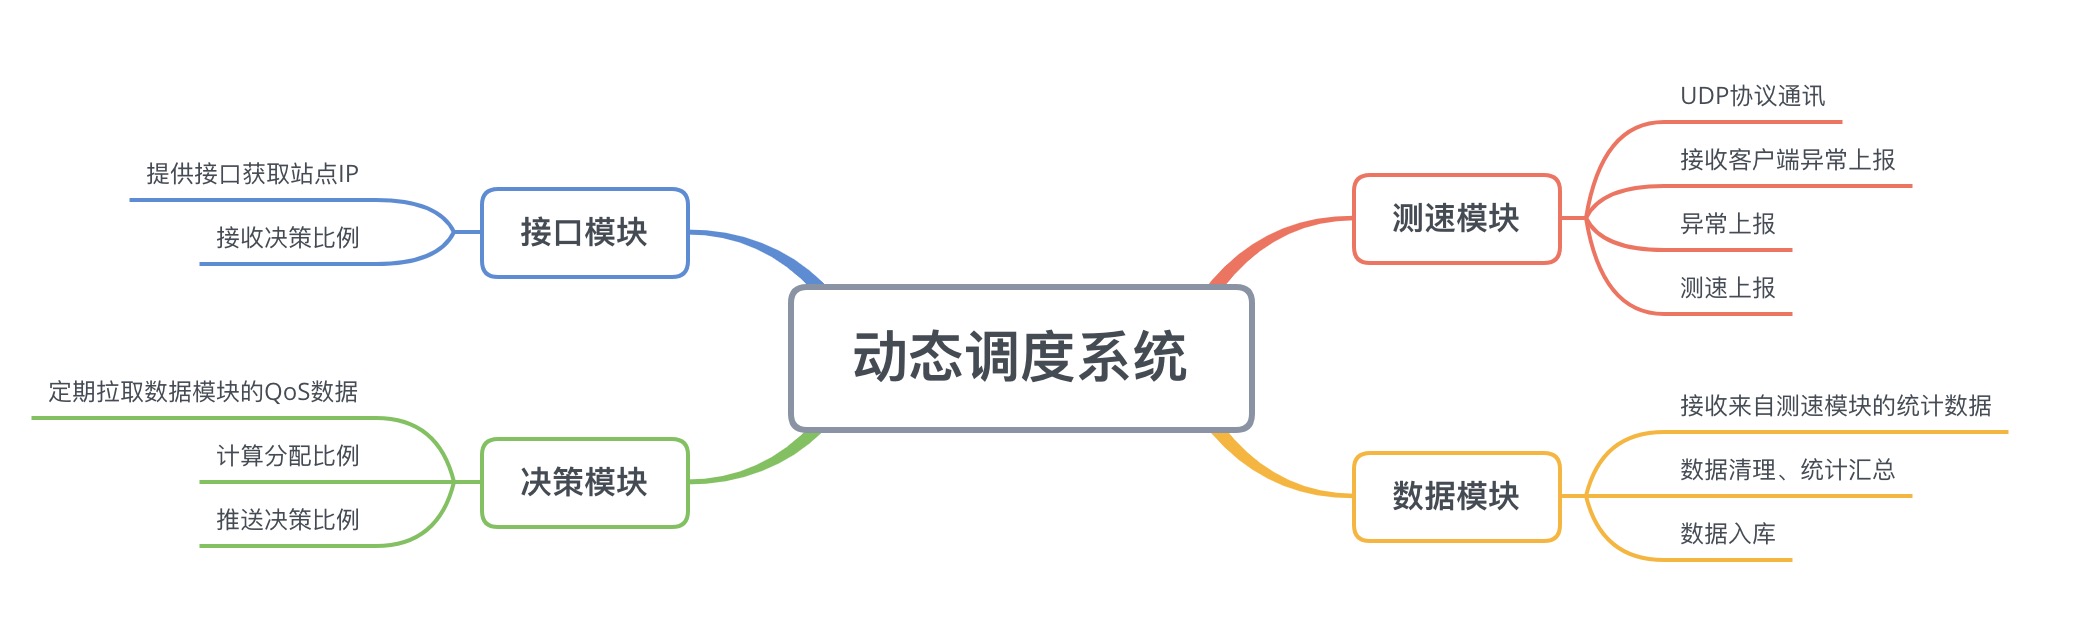 动态调度系统
测速模块
UDP协议通讯
接收客户端异常上报
异常上报
测速上报
数据模块
接收来自测速模块的统计数据
数据清理、统计汇总
数据入库
接口模块
提供接口获取站点IP
接收决策比例
决策模块
定期拉取数据模块的QoS数据
计算分配比例
推送决策比例